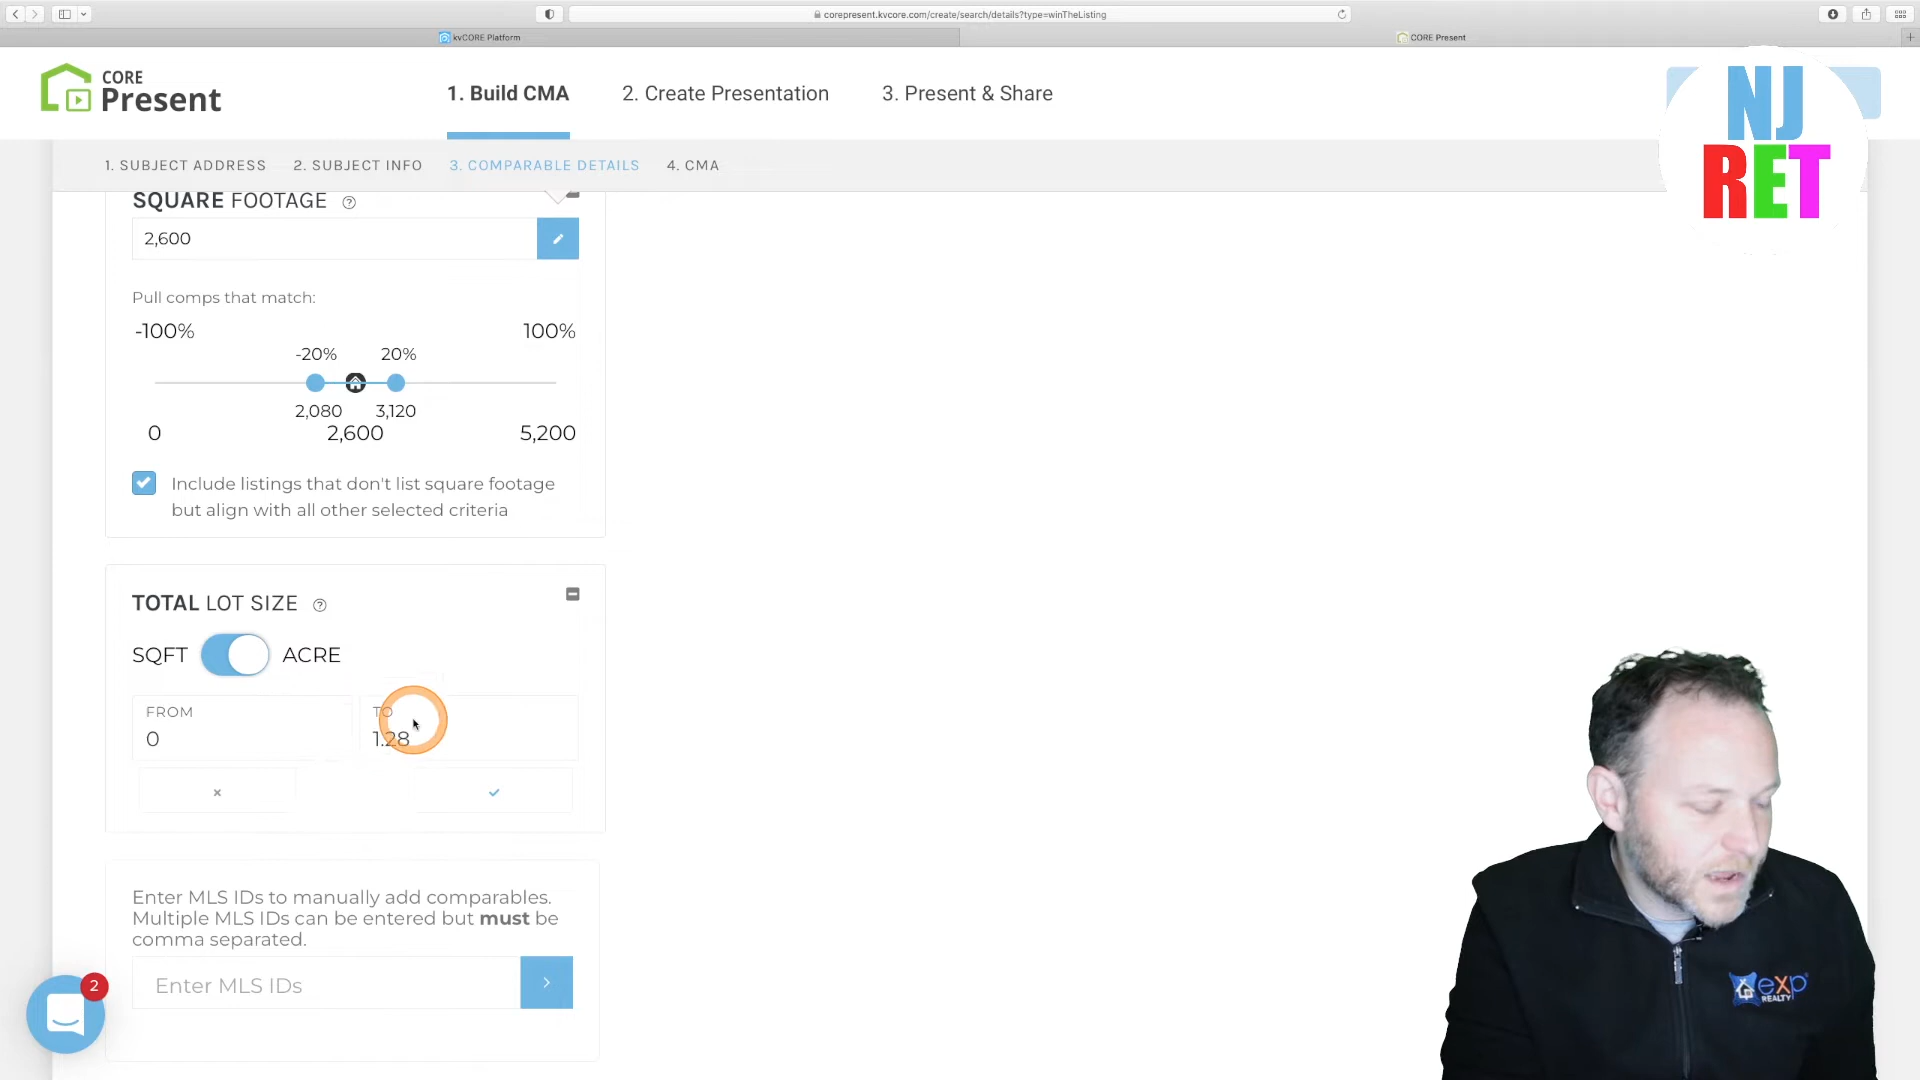 corepresent.kvcore.com/create/search/details?type=winTheListing
kvCORE Platform
CORE Present
CORE
Present
1. Build CMA
2. Create Presentation
3. Present & Share
NJ
RET
1. SUBJECT ADDRESS
2. SUBJECT INFO
3. COMPARABLE DETAILS
4. CMA
SQUARE FOOTAGE ?
2,600
Pull comps that match:
-100%
100%
-20%
20%
2,080
3,120
0
2,600
5,200
Include listings that don't list square footage
but align with all other selected criteria
TOTAL LOT SIZE ?
SQFT
ACRE
FROM
0
TO
1.28
Enter MLS IDs to manually add comparables.
Multiple MLS IDs can be entered but must be
comma separated.
Enter MLS IDs
2
eXp
REALTY